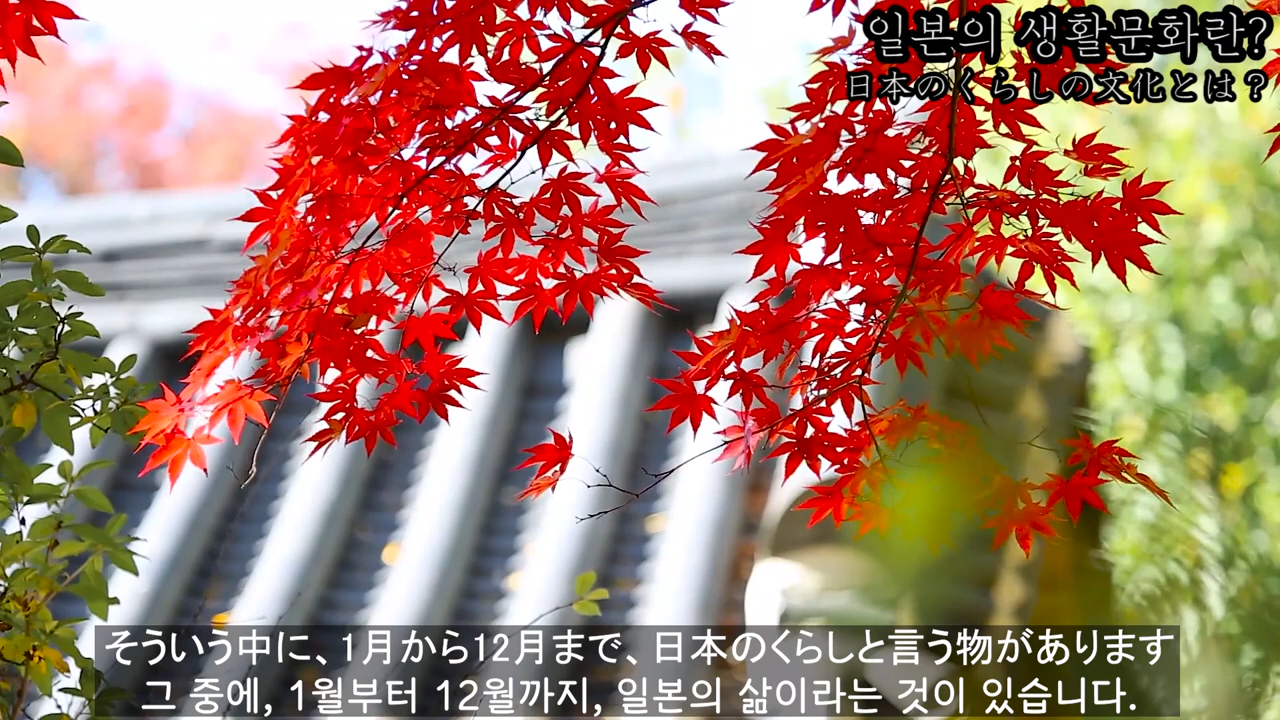 일본의 생활문화란?
日本のくらしの文化とは？
そういう中に、1月から12月まで、日本のくらしと言う物があります
그 중에, 1월부터 12월까지, 일본의 삶이라는 것이 있습니다.